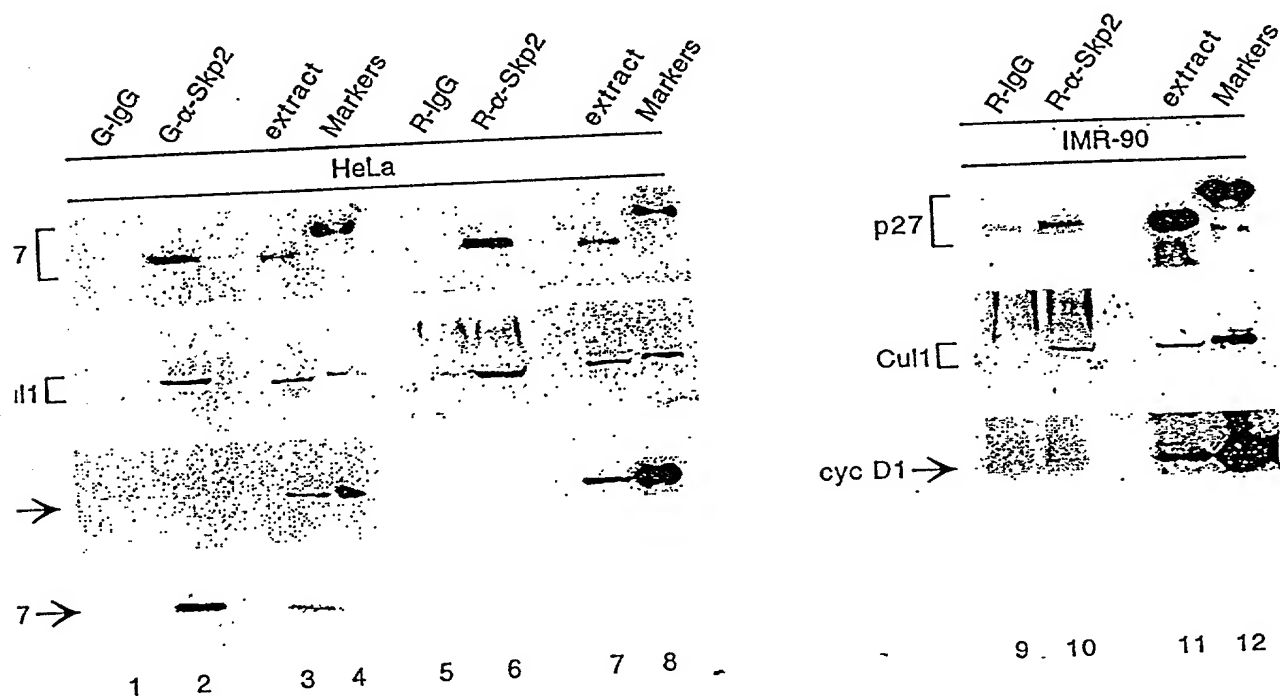 G-IgG G-α-Skp2 extract Markers R-IgG R-α-Skp2 extract Markers
HeLa
7
il1
7
1 2 3 4 5 6 7 8
R-IgG R-α-Skp2 extract Markers
IMR-90
p27
Cul1
cyc D1
9 10 11 12